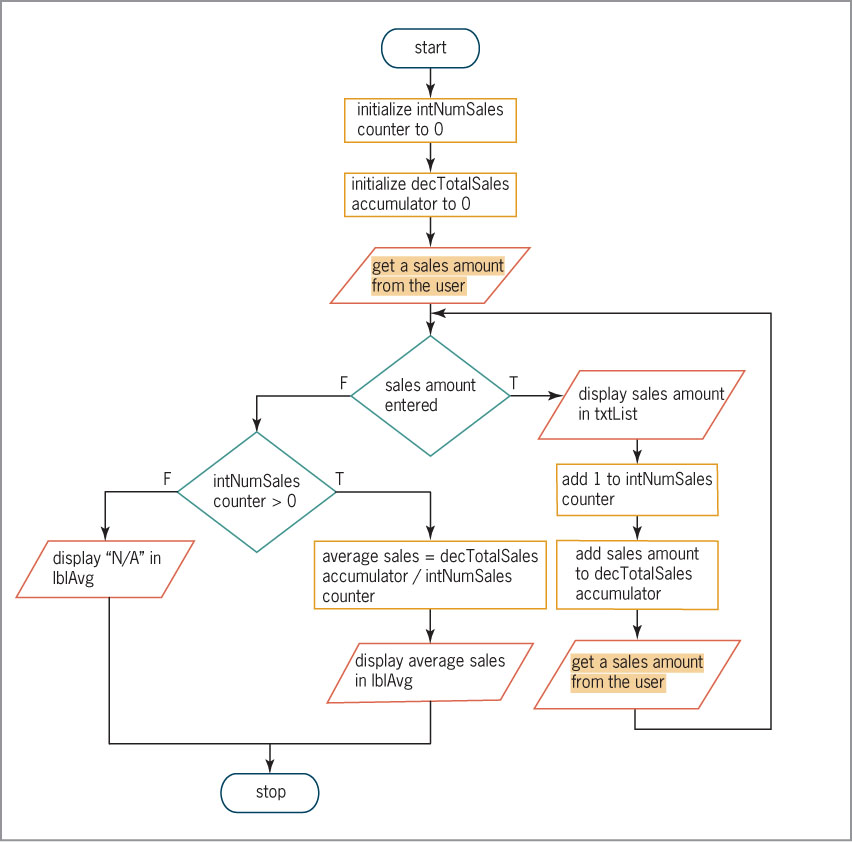 start
initialize intNumSales
counter to 0
initialize decTotalSales
accumulator to 0
get a sales amount
from the user
sales amount
entered
F
T
display sales amount
in txtList
add 1 to intNumSales
counter
add sales amount
to decTotalSales
accumulator
get a sales amount
from the user
intNumSales
counter > 0
F
T
display “N/A” in
lblAvg
average sales = decTotalSales
accumulator / intNumSales
counter
display average sales
in lblAvg
stop